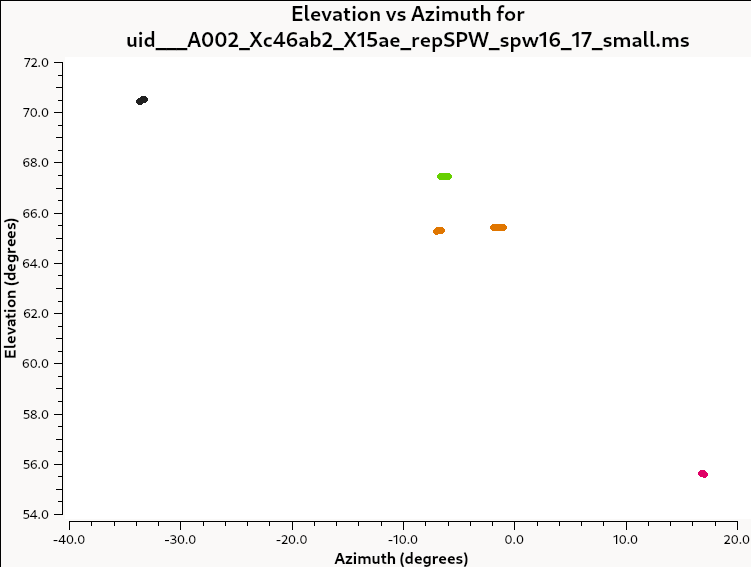 Elevation vs Azimuth for
uid___A002_Xc46ab2_X15ae_repSPW_spw16_17_small.ms
72.0
70.0
68.0
66.0
64.0
62.0
60.0
58.0
56.0
54.0
Elevation (degrees)
-40.0 -30.0 -20.0 -10.0 0.0 10.0 20.0
Azimuth (degrees)